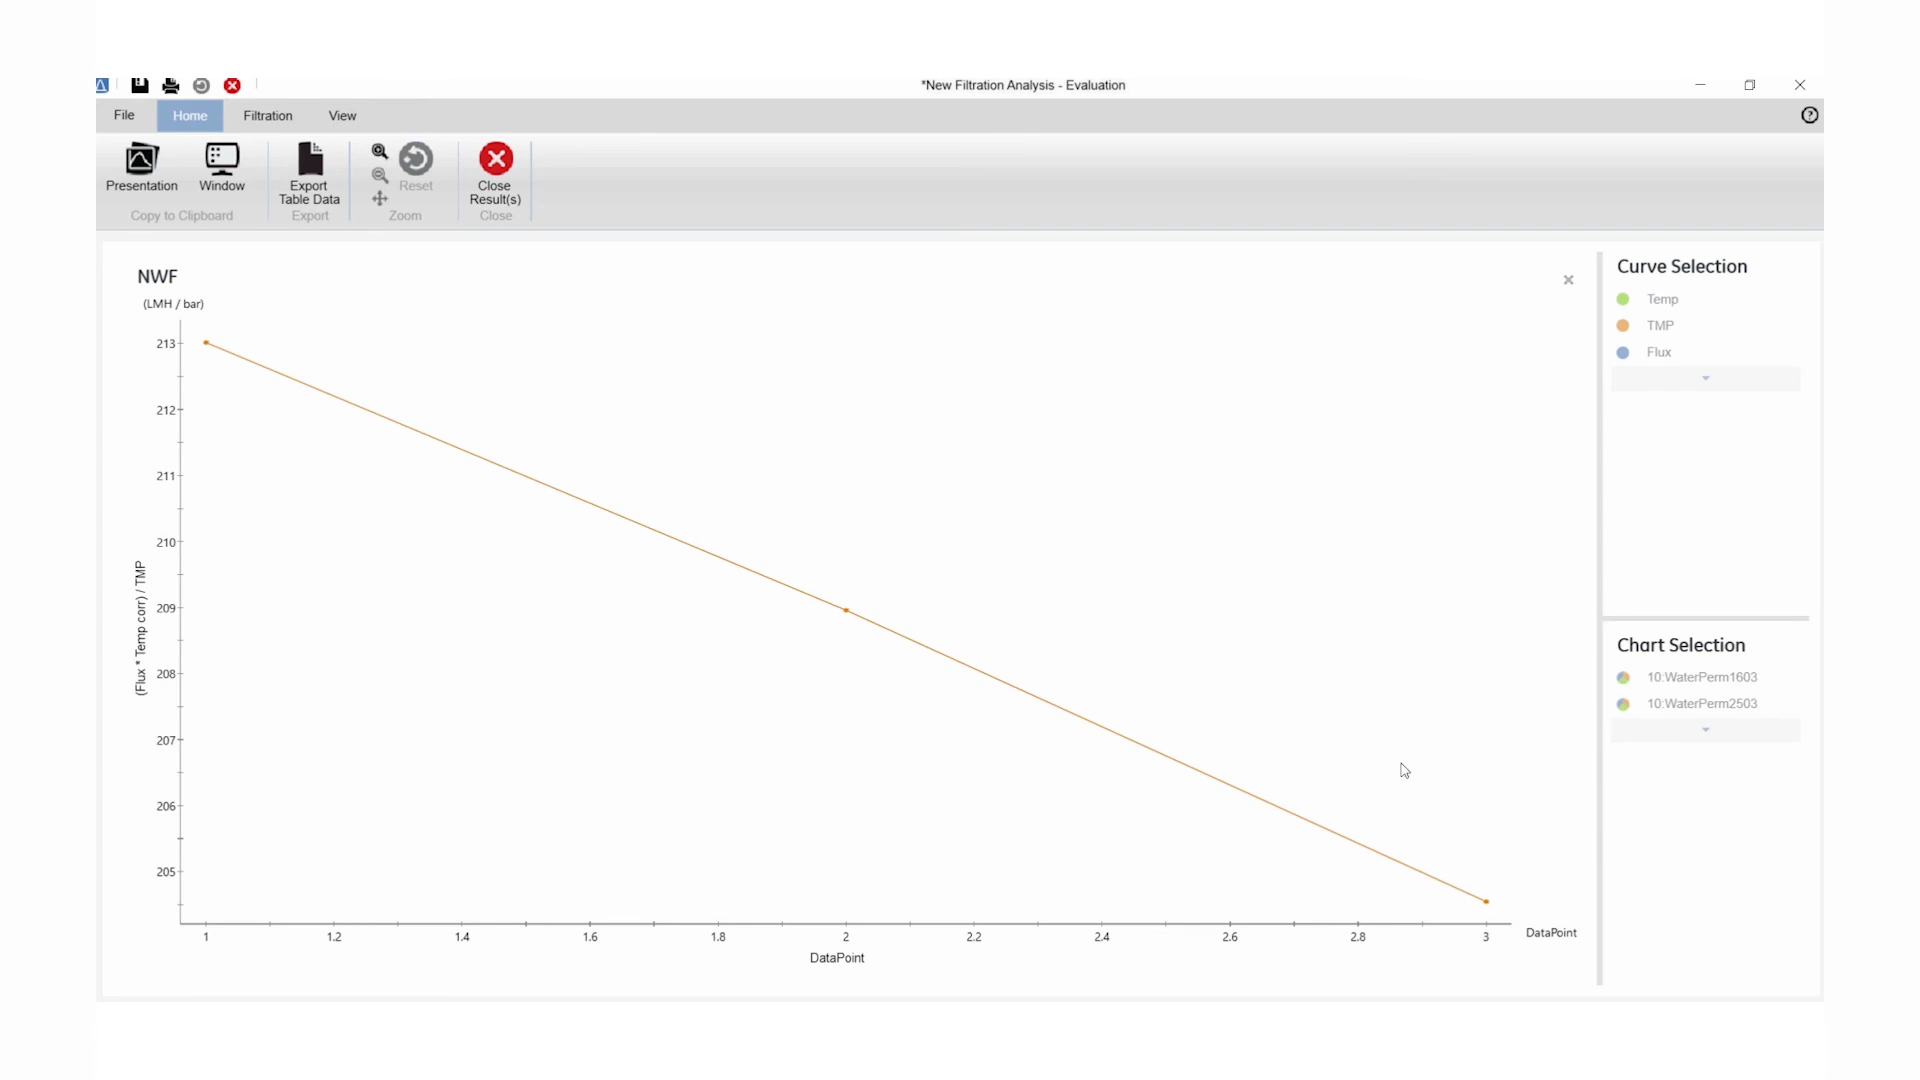 *New Filtration Analysis - Evaluation
File Home Filtration View
Presentation Window
Copy to Clipboard
Export
Table Data
Export
Reset
Zoom
Close
Result(s)
Close
NWF
(LMH / bar)
213
212
211
210
209
208
207
206
205
(Flux * Temp corr) / TMP
1 1.2 1.4 1.6 1.8 2 2.2 2.4 2.6 2.8 3
DataPoint
DataPoint
Curve Selection
Temp
TMP
Flux
Chart Selection
10:WaterPerm1603
10:WaterPerm2503